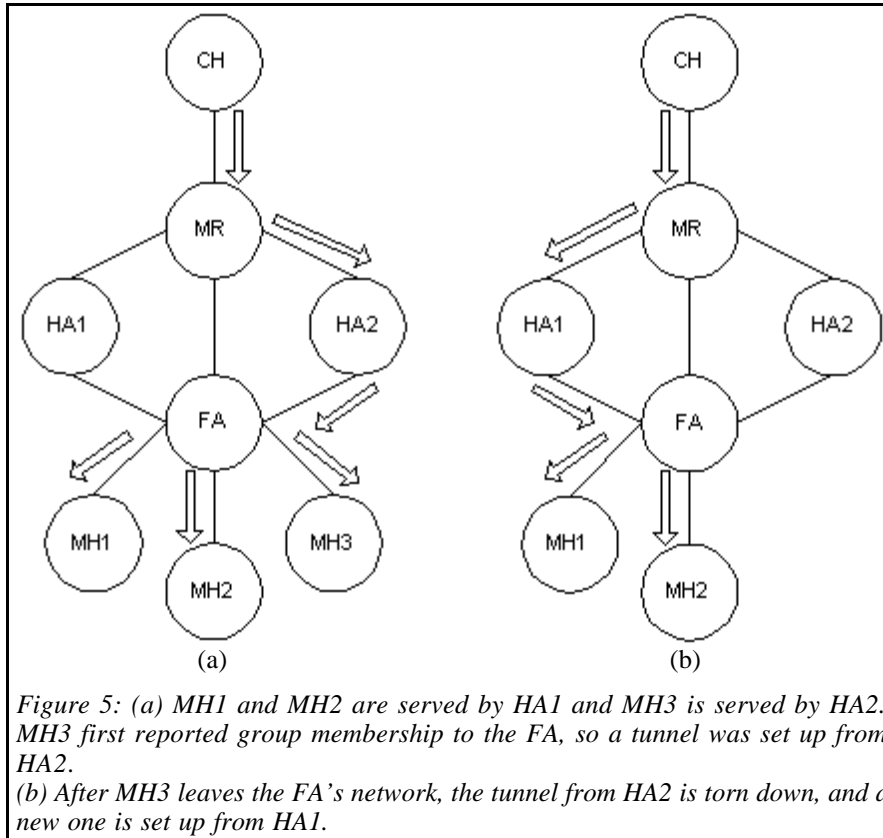 CH
MR
HA1
HA2
FA
MH1
MH3
MH2
(a)
CH
MR
HA1
HA2
FA
MH1
MH2
(b)
Figure 5: (a) MH1 and MH2 are served by HA1 and MH3 is served by HA2.
MH3 first reported group membership to the FA, so a tunnel was set up from
HA2.
(b) After MH3 leaves the FA's network, the tunnel from HA2 is torn down, and a
new one is set up from HA1.